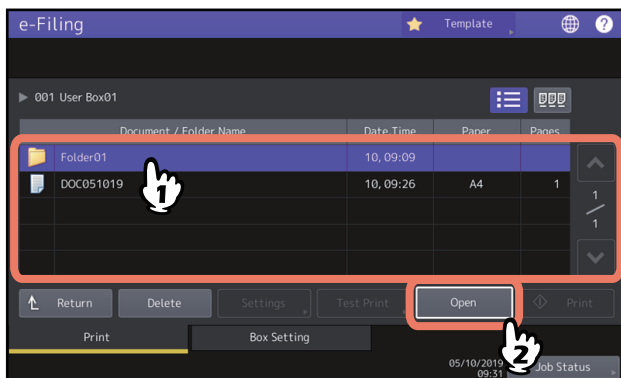 e-Filing Template ?
001 User Box01
Document / Folder Name Date,Time Paper Pages
Folder01 10, 09:09
DOC051019 10, 09:26 A4 1
1
1
1
Return Delete Settings Test Print Open Print
Print Box Setting
2
05/10/2019
09:31 Job Status